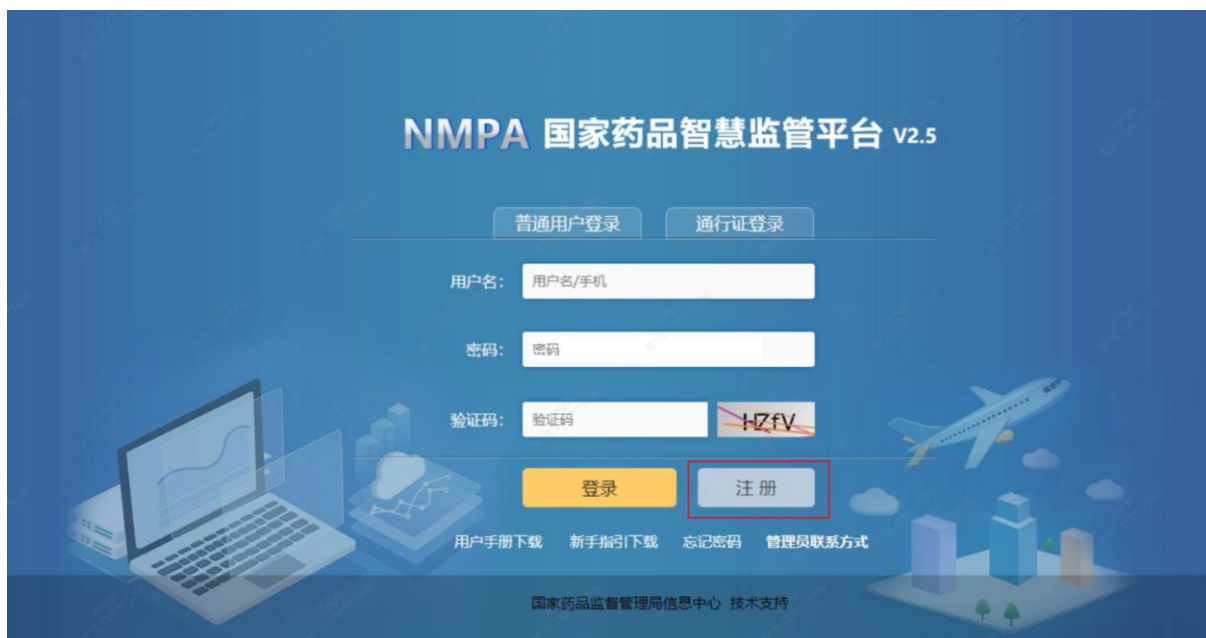 NMPA 国家药品智慧监管平台 V2.5
普通用户登录 通行证登录
用户名： 用户名/手机
密码： 密码
验证码： 验证码 HZfV
登录 注册
用户手册下载 新手指引下载 忘记密码 管理员联系方式
国家药品监督管理局信息中心 技术支持